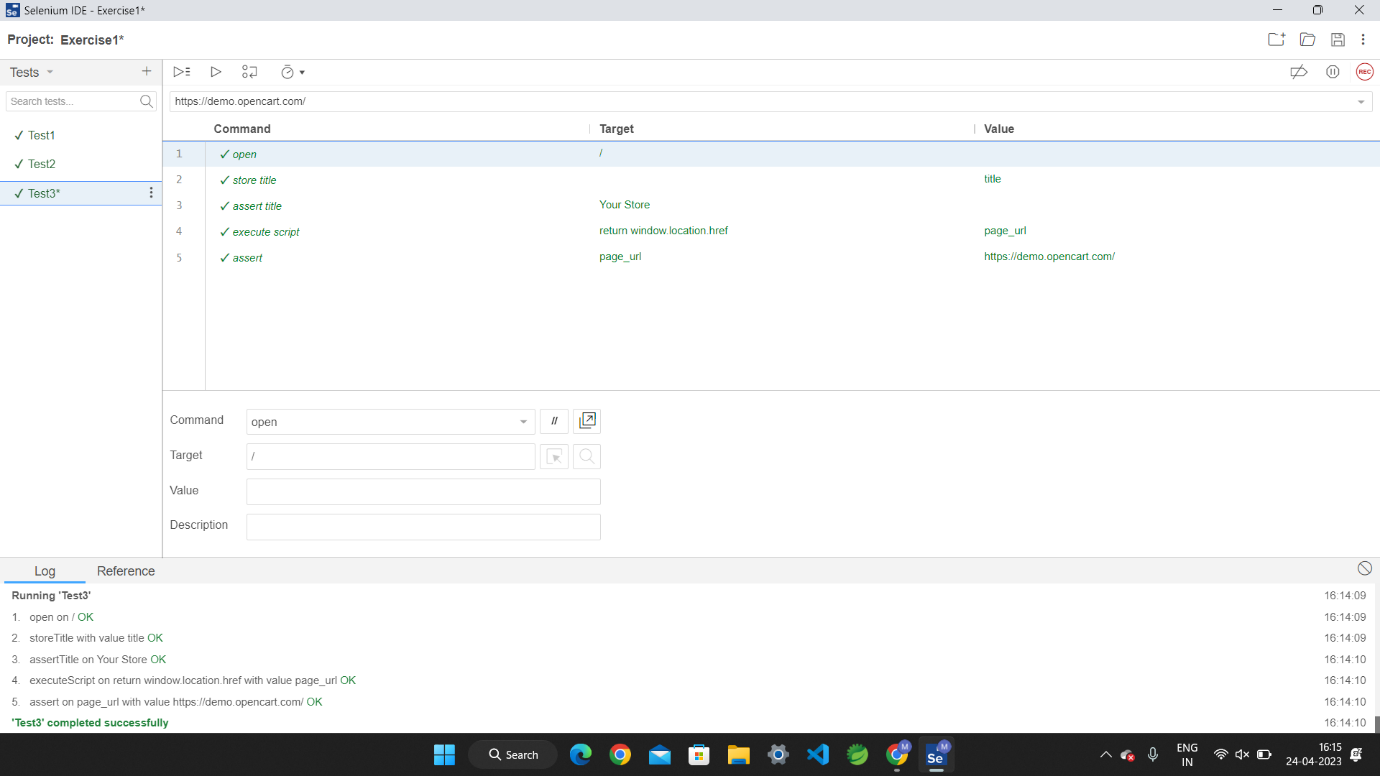 Selenium IDE - Exercise1*
Project: Exercise1*
Tests
Search tests...
✓ Test1
✓ Test2
✓ Test3*
REC
https://demo.opencart.com/
Command Target Value
1 ✓ open /
2 ✓ store title title
3 ✓ assert title Your Store
4 ✓ execute script return window.location.href page_url
5 ✓ assert page_url https://demo.opencart.com/
Command open //
Target /
Value
Description
Log Reference
Running 'Test3' 16:14:09
1. open on / OK 16:14:09
2. storeTitle with value title OK 16:14:09
3. assertTitle on Your Store OK 16:14:10
4. executeScript on return window.location.href with value page_url OK 16:14:10
5. assert on page_url with value https://demo.opencart.com/ OK 16:14:10
'Test3' completed successfully 16:14:10
Search
M
Se
M
ENG
IN
16:15
24-04-2023